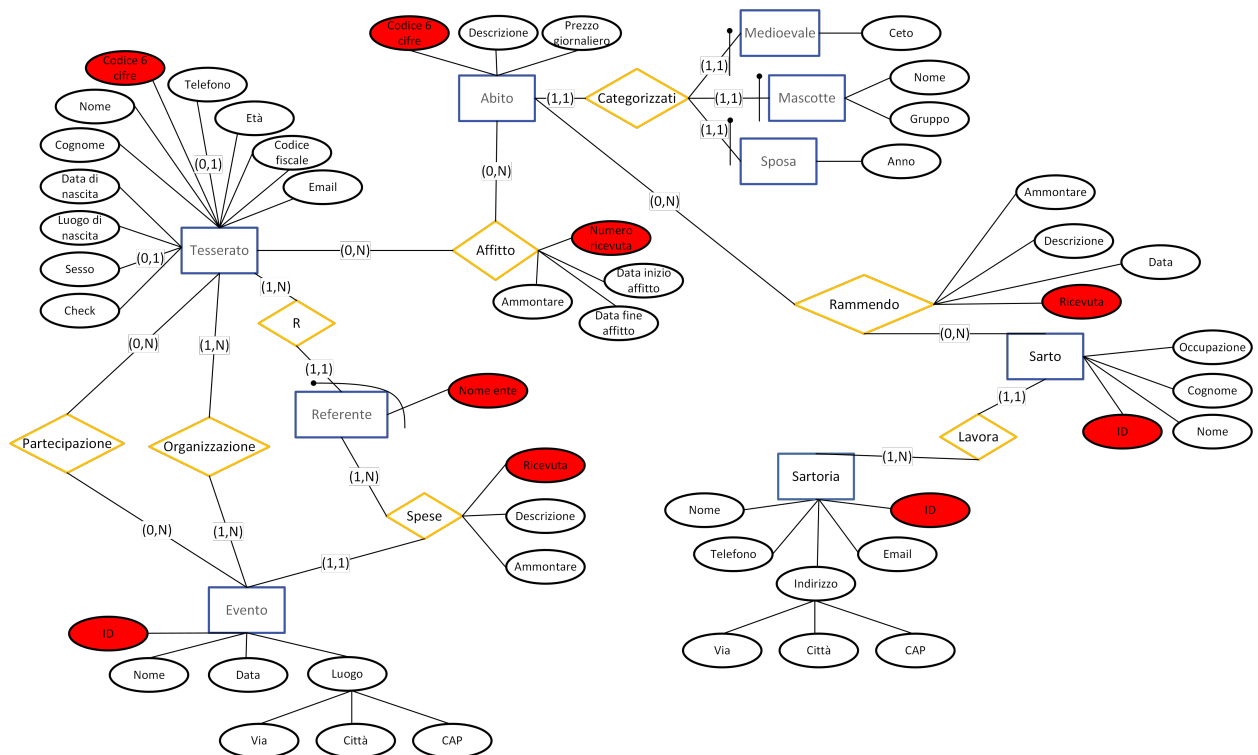 Codice 6
cifre
Descrizione
Prezzo
giornaliero
Medioevale
Ceto
(1,1)
Abito
(1,1)
Categorizzati
(1,1)
Mascotte
Nome
Gruppo
(1,1)
Sposa
Anno
Codice 6
cifre
Telefono
Nome
Età
Cognome
(0,1)
Codice
fiscale
Data di
nascita
Email
Luogo di
nascita
Sesso
(0,1)
Check
Tesserato
(0,N)
(0,N)
Affitto
Numero
ricevuta
Data inizio
affitto
Ammontare
Data fine
affitto
(0,N)
Ammontare
Descrizione
Data
Ricevuta
Rammendo
(0,N)
Sarto
Occupazione
Cognome
Nome
ID
(1,1)
Lavora
(1,N)
Sartoria
Nome
ID
Telefono
Email
Indirizzo
Via
Città
CAP
(1,N)
R
(1,1)
Referente
Nome ente
(0,N)
(1,N)
Partecipazione
Organizzazione
(1,N)
Spese
Ricevuta
Descrizione
Ammontare
(0,N)
(1,N)
(1,1)
Evento
ID
Nome
Data
Luogo
Via
Città
CAP